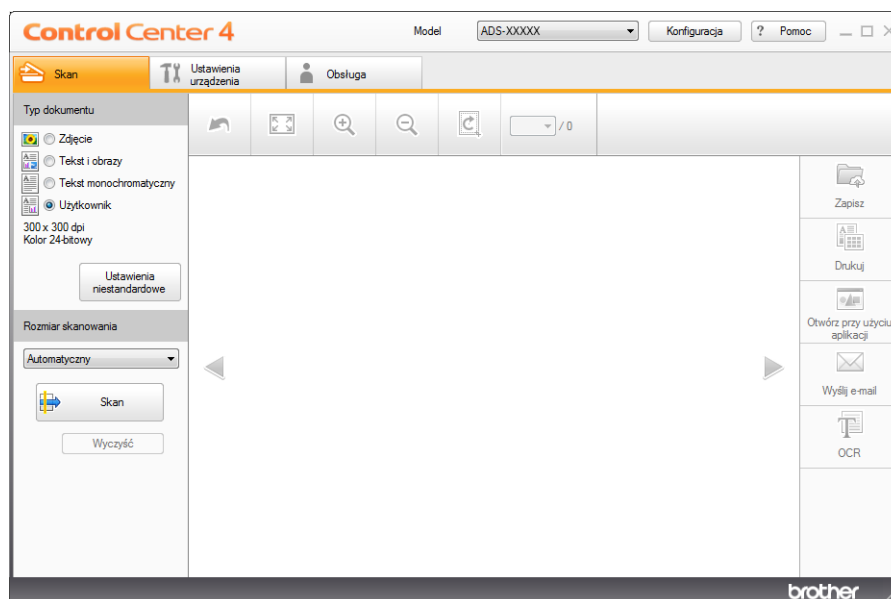 Control Center 4
Model
ADS-XXXXX
Konfiguracja
? Pomoc
Skan
Ustawienia
urządzenia
Obsługa
Typ dokumentu
Zdjęcie
Tekst i obrazy
Tekst monochromatyczny
Użytkownik
300 x 300 dpi
Kolor 24-bitowy
Ustawienia
niestandardowe
Rozmiar skanowania
Automatyczny
Skan
Wyczyść
/ 0
Zapisz
Drukuj
Otwórz przy użyciu
aplikacji
Wyślij e-mail
OCR
brother